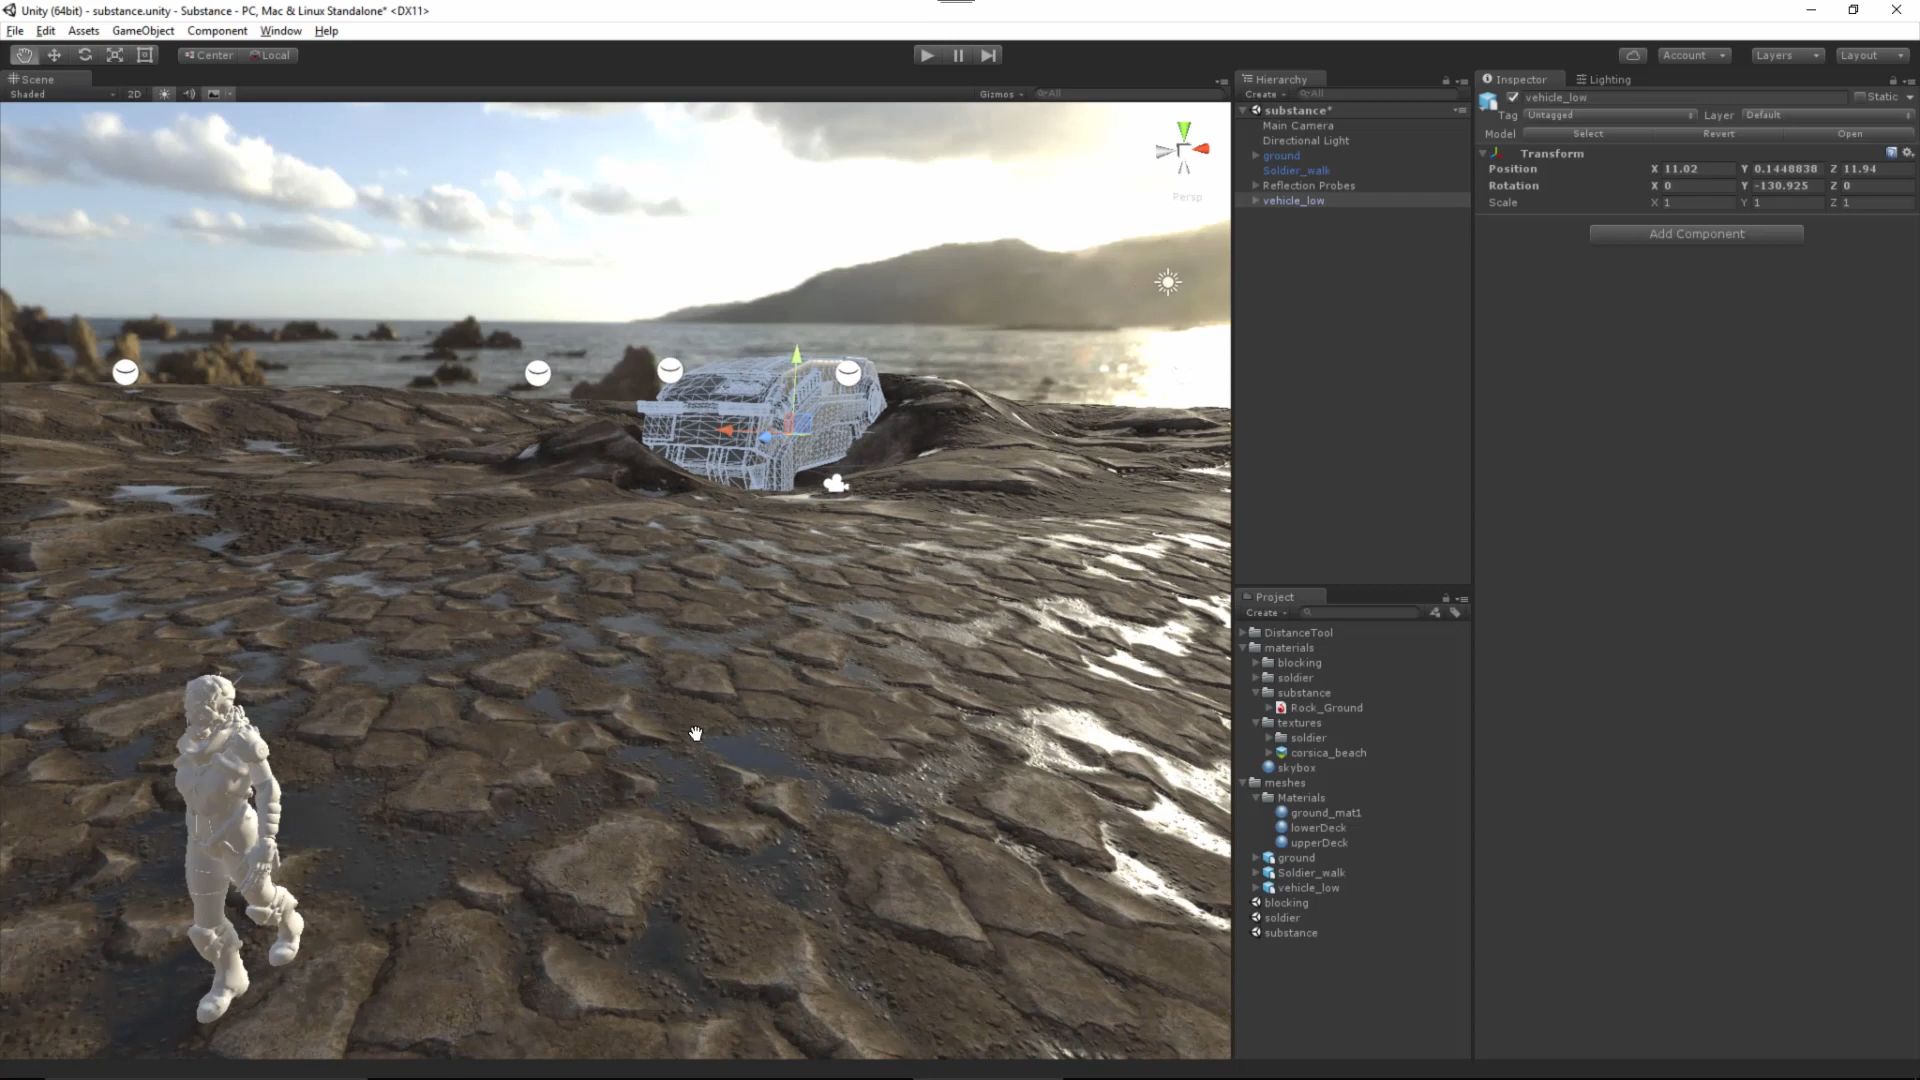 Unity (64bit) - substance.unity - Substance - PC, Mac & Linux Standalone* <DX11>
File Edit Assets GameObject Component Window Help
Center Local Account Layers Layout
Scene
Shaded 2D Gizmos All
Persp
Hierarchy
Create All
substance*
Main Camera
Directional Light
ground
Soldier_walk
Reflection Probes
vehicle_low
Project
Create
DistanceTool
materials
blocking
soldier
substance
Rock_Ground
textures
soldier
corsica_beach
skybox
meshes
Materials
ground_mat1
lowerDeck
upperDeck
ground
Soldier_walk
vehicle_low
blocking
soldier
substance
Inspector Lighting
vehicle_low Static
Tag Untagged Layer Default
Model Select Revert Open
Transform
Position X 11.02 Y 0.1448838 Z 11.94
Rotation X 0 Y -130.925 Z 0
Scale X 1 Y 1 Z 1
Add Component